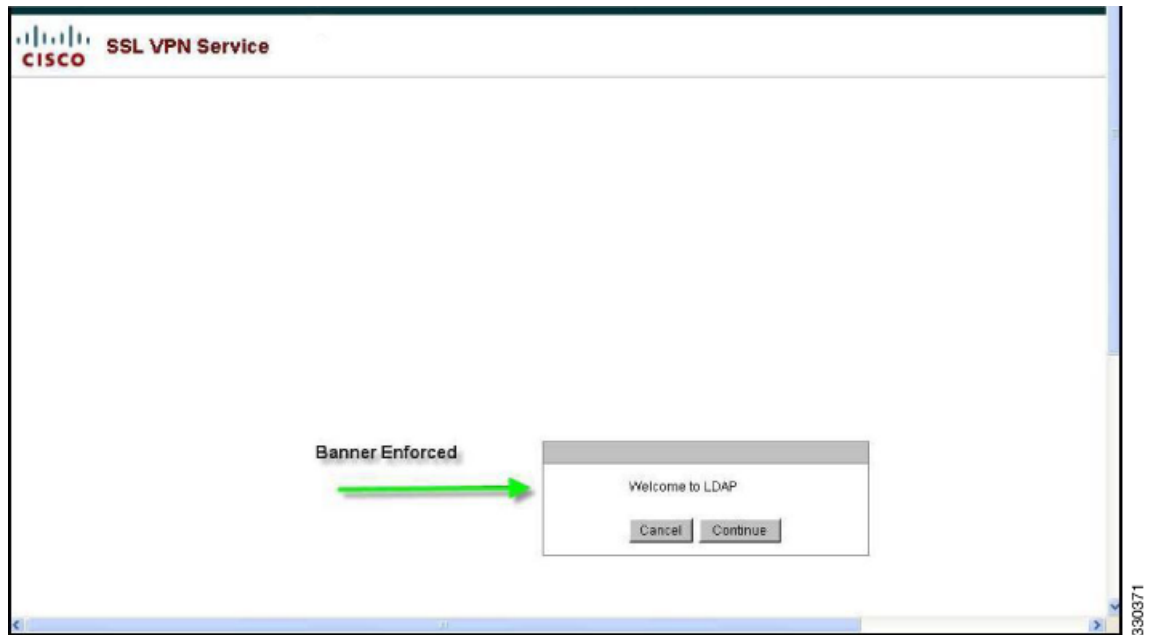 CISCO
SSL VPN Service
Banner Enforced
Welcome to LDAP
Cancel
Continue
330371